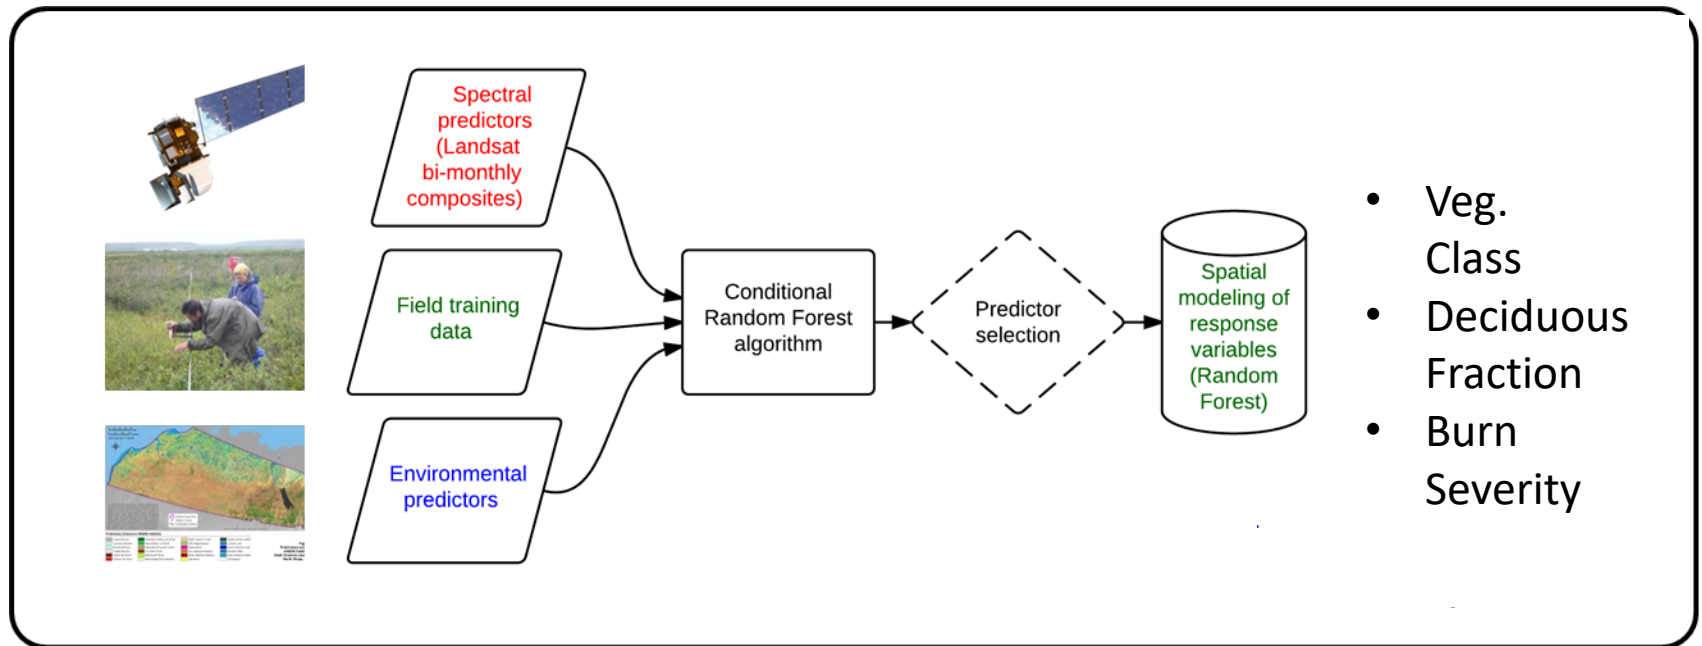 Spectral
predictors
(Landsat
bi-monthly
composites)
Field training
data
Environmental
predictors
Conditional
Random Forest
algorithm
Predictor
selection
Spatial
modeling of
response
variables
(Random
Forest)
• Veg.
Class
• Deciduous
Fraction
• Burn
Severity